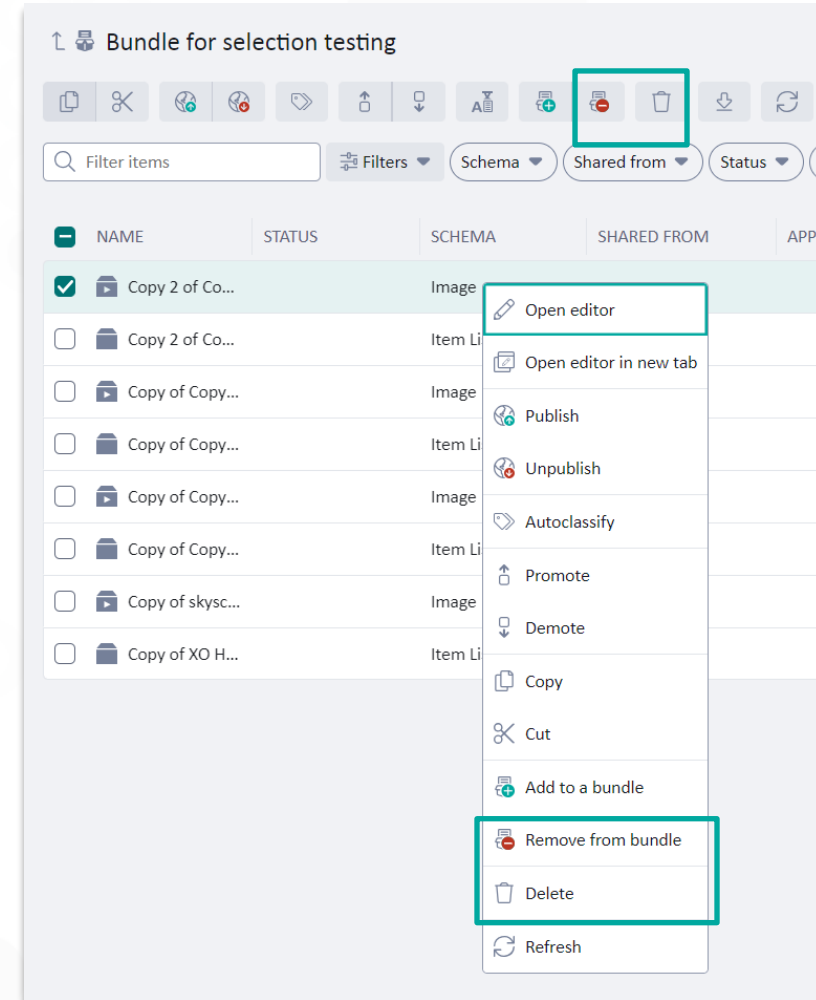 Bundle for selection testing
Filter items Filters Schema Shared from Status
NAME STATUS SCHEMA SHARED FROM APP
Copy 2 of Co... Image
Open editor
Copy 2 of Co... Item Li
Open editor in new tab
Copy of Copy... Image
Publish
Copy of Copy... Item Li
Unpublish
Copy of Copy... Image
Autoclassify
Copy of Copy... Item Li
Promote
Copy of skysc... Image
Demote
Copy of XO H... Item Li
Copy
Cut
Add to a bundle
Remove from bundle
Delete
Refresh